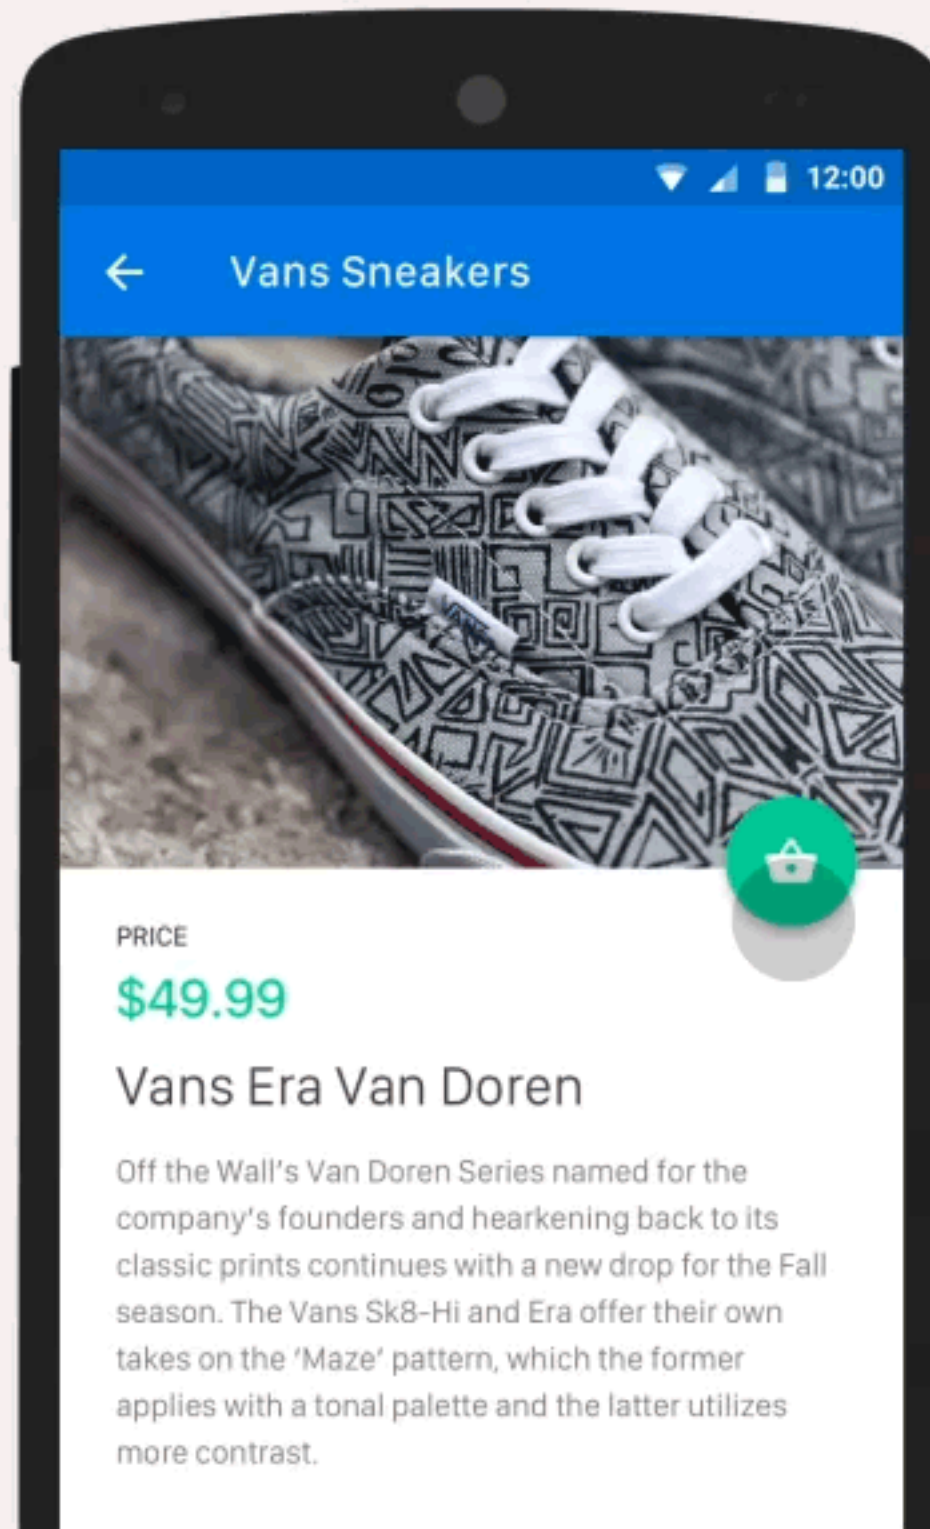 12:00
Vans Sneakers
VANS
PRICE
$49.99
Vans Era Van Doren
Off the Wall's Van Doren Series named for the
company's founders and hearkening back to its
classic prints continues with a new drop for the Fall
season. The Vans Sk8-Hi and Era offer their own
takes on the ‘Maze’ pattern, which the former
applies with a tonal palette and the latter utilizes
more contrast.